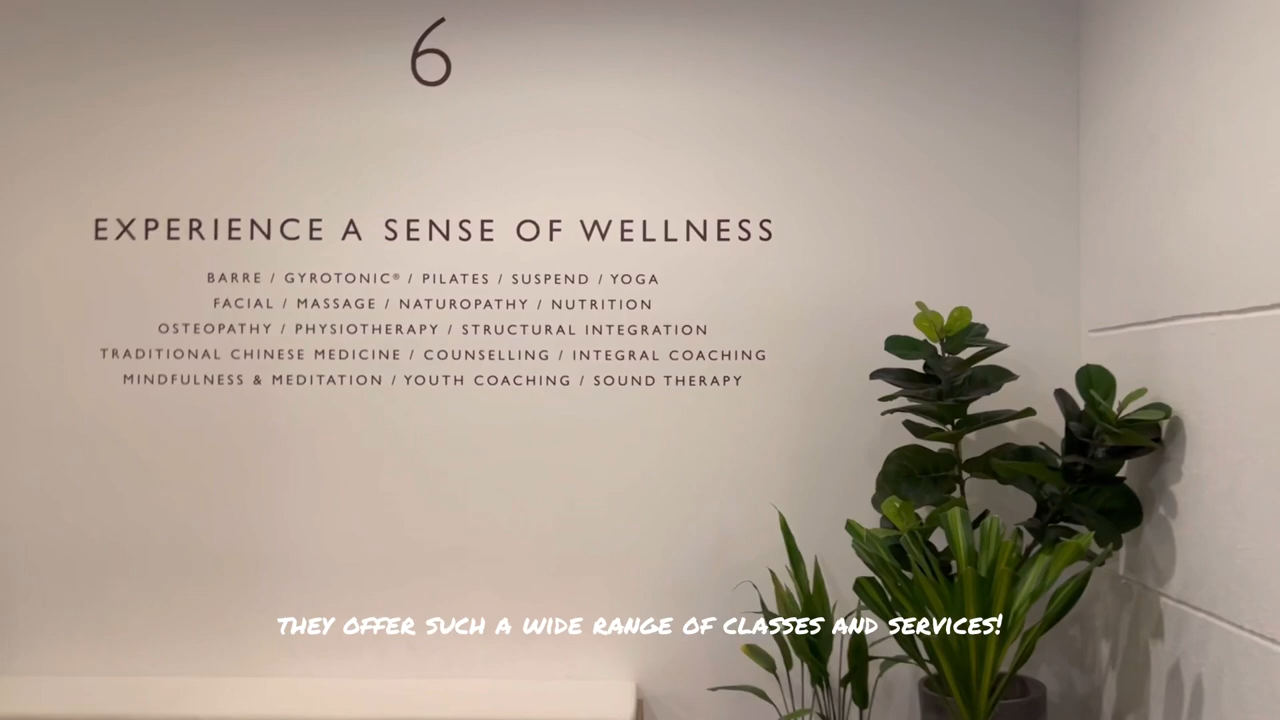 6
EXPERIENCE A SENSE OF WELLNESS
BARRE / GYROTONIC® / PILATES / SUSPEND / YOGA
FACIAL / MASSAGE / NATUROPATHY / NUTRITION
OSTEOPATHY / PHYSIOTHERAPY / STRUCTURAL INTEGRATION
TRADITIONAL CHINESE MEDICINE / COUNSELLING / INTEGRAL COACHING
MINDFULNESS & MEDITATION / YOUTH COACHING / SOUND THERAPY
THEY OFFER SUCH A WIDE RANGE OF CLASSES AND SERVICES!